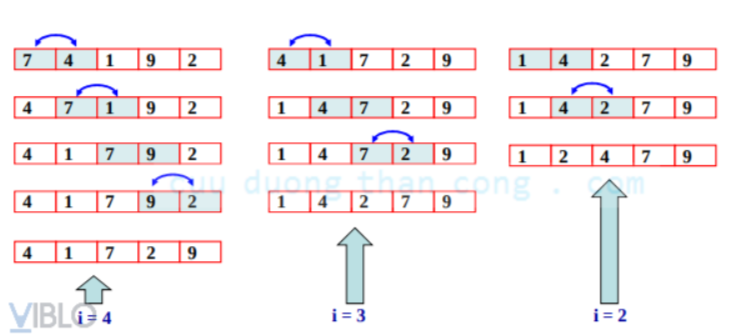 7 4 1 9 2
4 7 1 9 2
4 1 7 9 2
4 1 7 9 2
4 1 7 2 9
i = 4
4 1 7 2 9
1 4 7 2 9
1 4 7 2 9
1 4 2 7 9
i = 3
1 4 2 7 9
1 4 2 7 9
1 2 4 7 9
i = 2
cuu duong than cong . com
VIBLO